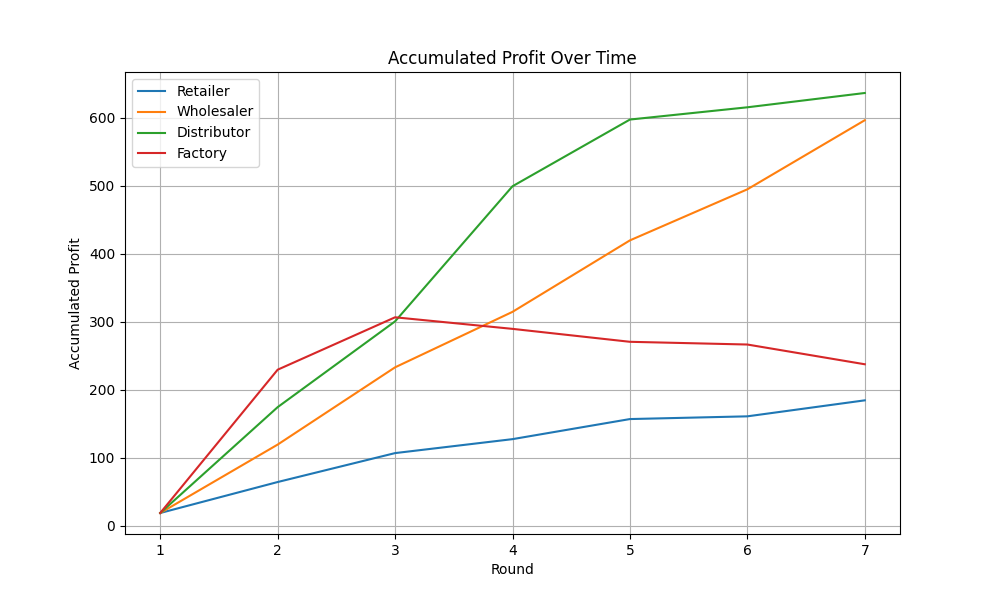 Accumulated Profit Over Time
Retailer
Wholesaler
Distributor
Factory
Accumulated Profit
600
500
400
300
200
100
0
1 2 3 4 5 6 7
Round